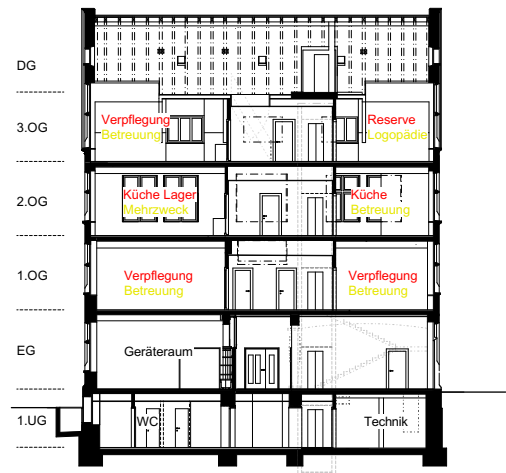 DG
3.OG
Verpflegung
Betreuung
Reserve
Logopädie
2.OG
Küche Lager
Mehrzweck
Küche
Betreuung
1.OG
Verpflegung
Betreuung
Verpflegung
Betreuung
EG
Geräteraum
1.UG
WC
Technik